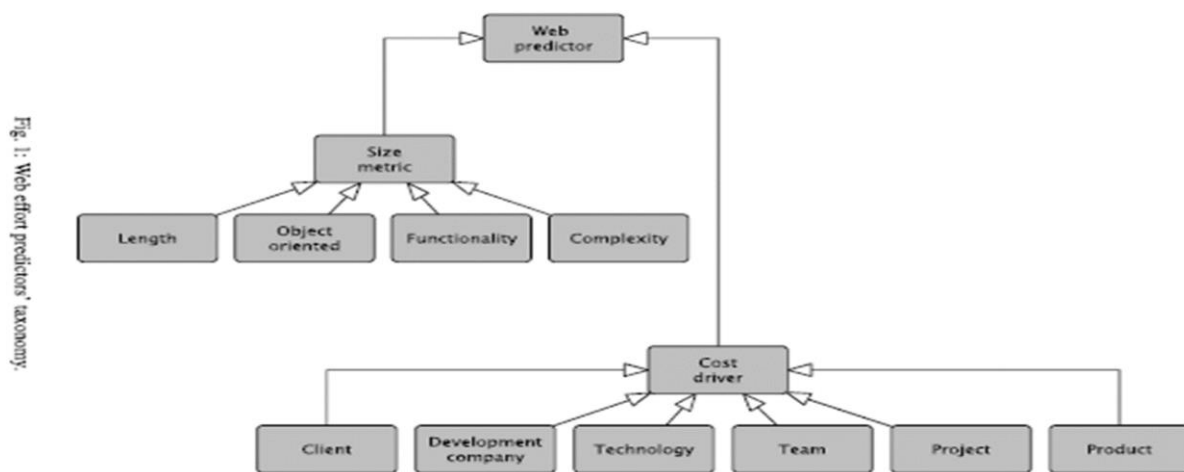 Web
predictor
Size
metric
Length
Object
oriented
Functionality
Complexity
Cost
driver
Client
Development
company
Technology
Team
Project
Product
Fig. 1: Web effort predictors' taxonomy.